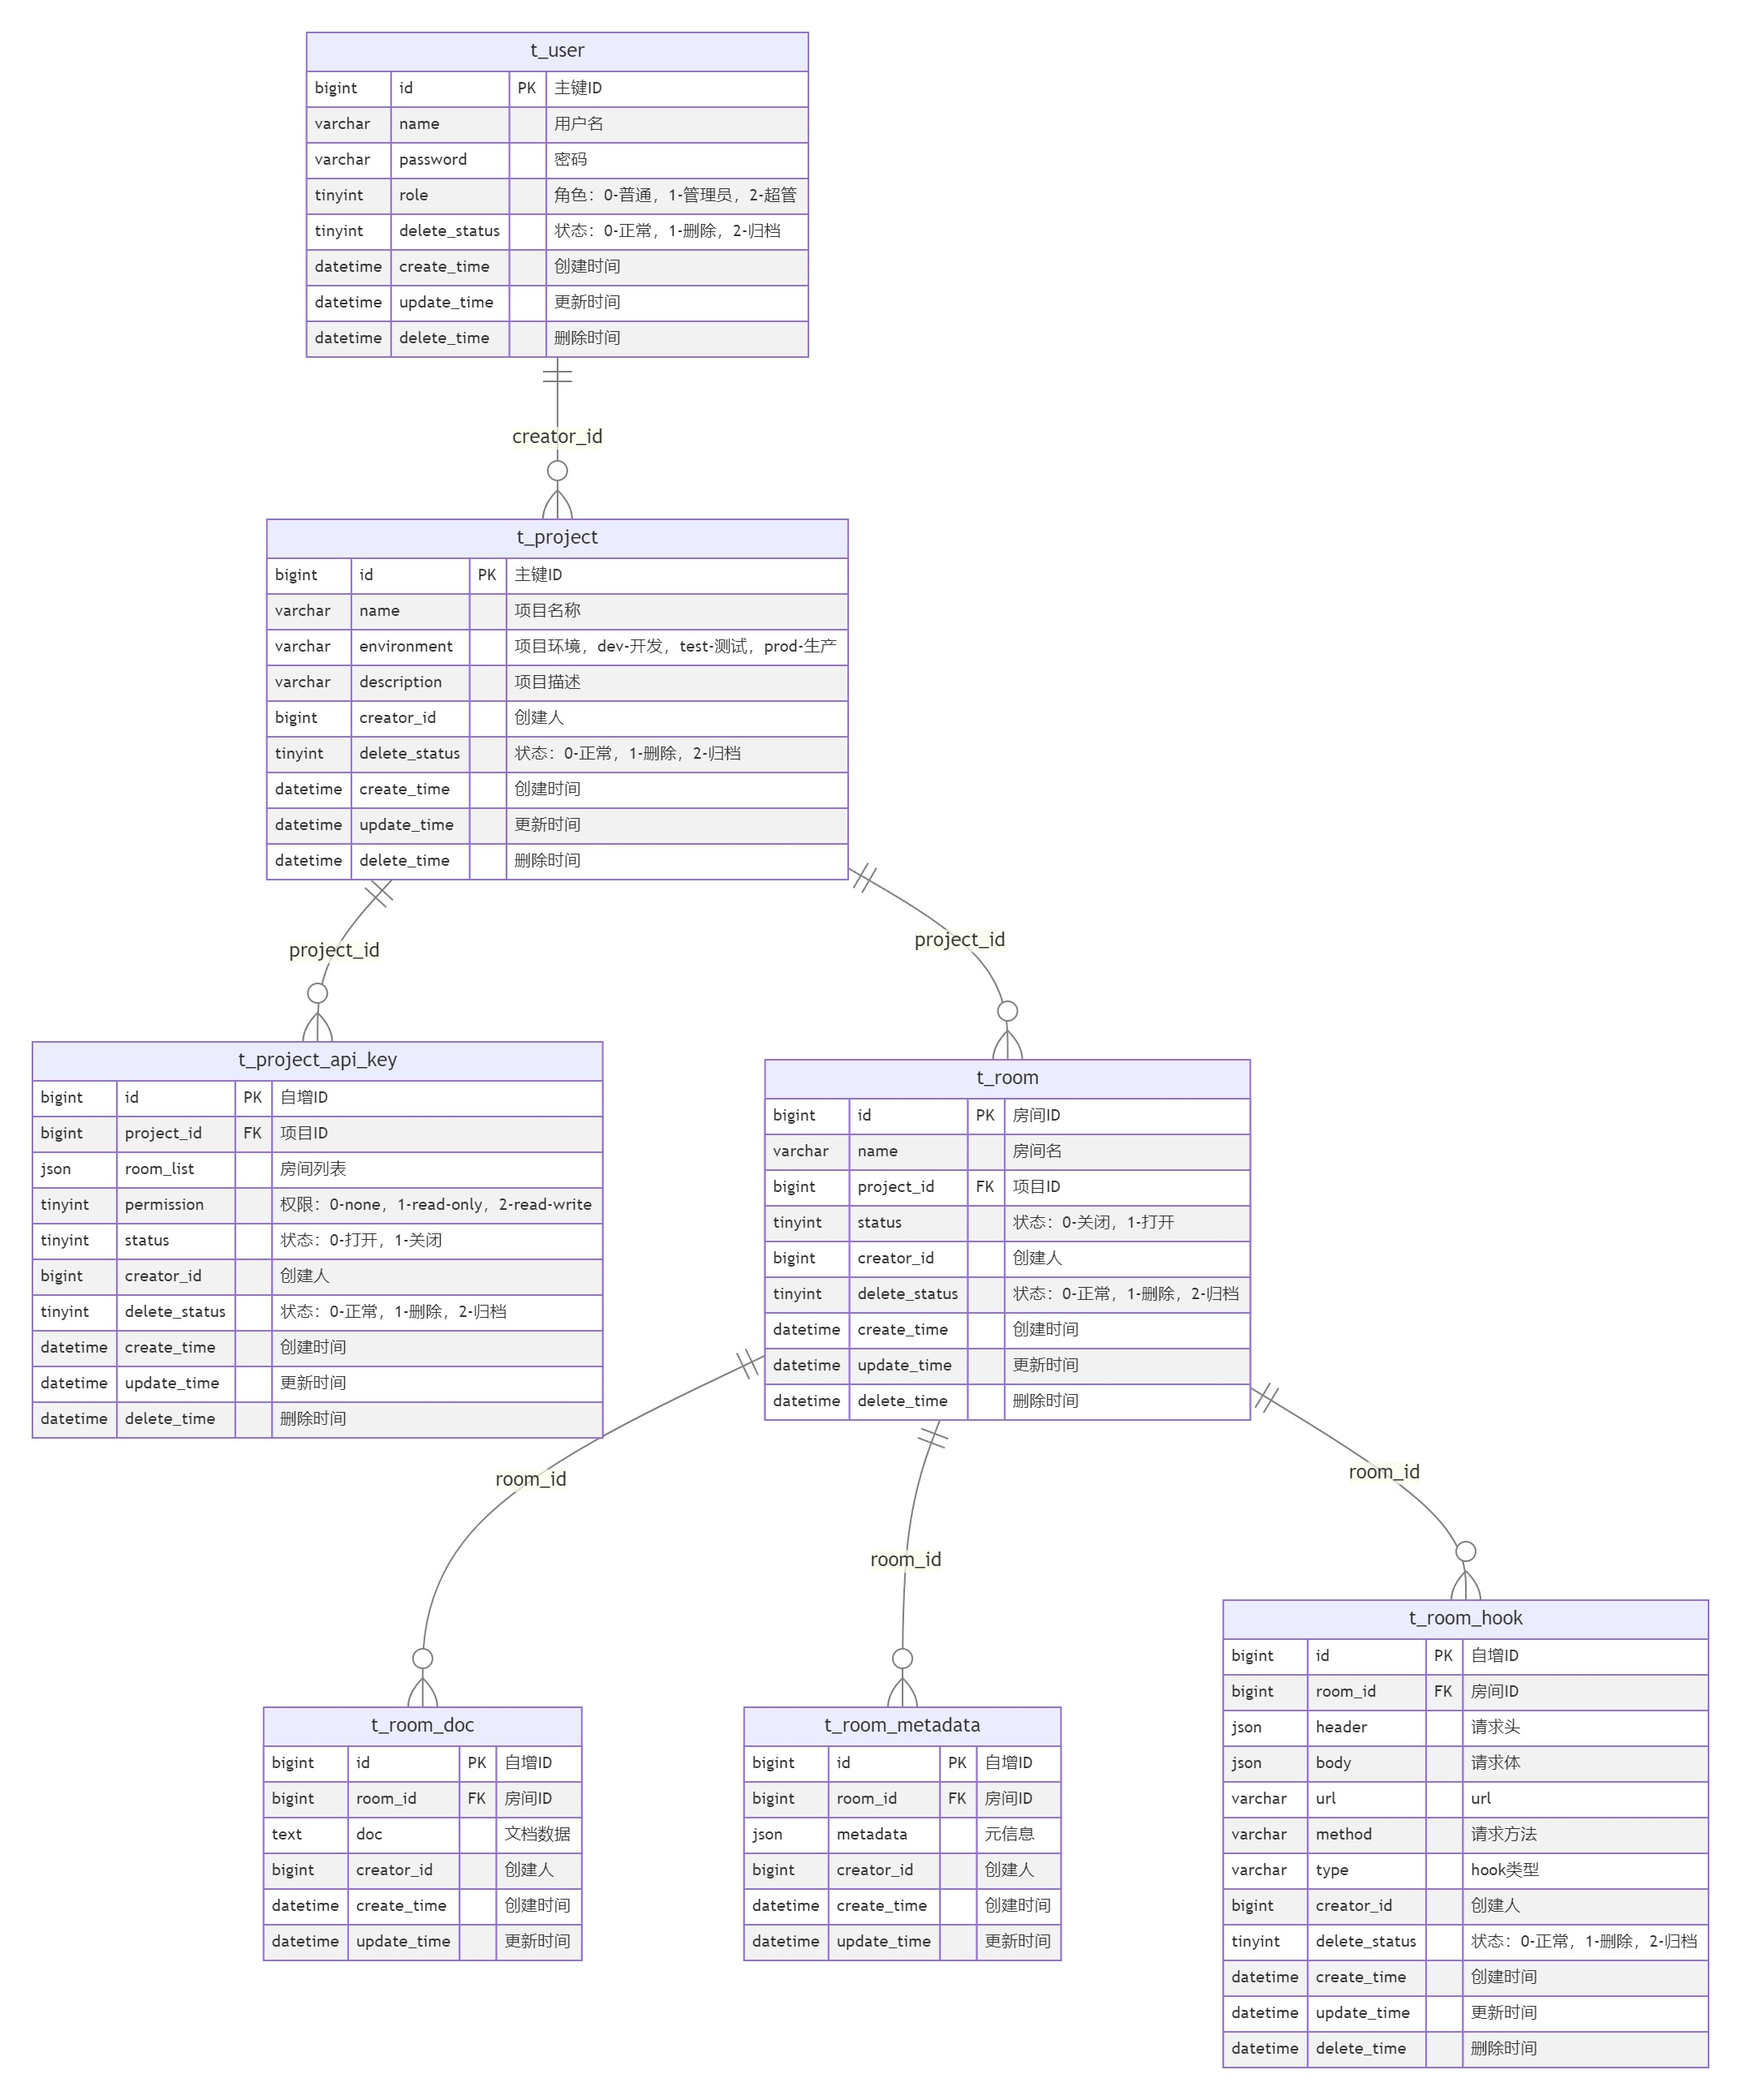 t_user
bigint id PK 主键ID
varchar name 用户名
varchar password 密码
tinyint role 角色：0-普通，1-管理员，2-超管
tinyint delete_status 状态：0-正常，1-删除，2-归档
datetime create_time 创建时间
datetime update_time 更新时间
datetime delete_time 删除时间
creator_id
t_project
bigint id PK 主键ID
varchar name 项目名称
varchar environment 项目环境，dev-开发，test-测试，prod-生产
varchar description 项目描述
bigint creator_id 创建人
tinyint delete_status 状态：0-正常，1-删除，2-归档
datetime create_time 创建时间
datetime update_time 更新时间
datetime delete_time 删除时间
project_id
project_id
t_project_api_key
bigint id PK 自增ID
bigint project_id FK 项目ID
json room_list 房间列表
tinyint permission 权限：0-none，1-read-only，2-read-write
tinyint status 状态：0-打开，1-关闭
bigint creator_id 创建人
tinyint delete_status 状态：0-正常，1-删除，2-归档
datetime create_time 创建时间
datetime update_time 更新时间
datetime delete_time 删除时间
t_room
bigint id PK 房间ID
varchar name 房间名
bigint project_id FK 项目ID
tinyint status 状态：0-关闭，1-打开
bigint creator_id 创建人
tinyint delete_status 状态：0-正常，1-删除，2-归档
datetime create_time 创建时间
datetime update_time 更新时间
datetime delete_time 删除时间
room_id
room_id
room_id
t_room_doc
bigint id PK 自增ID
bigint room_id FK 房间ID
text doc 文档数据
bigint creator_id 创建人
datetime create_time 创建时间
datetime update_time 更新时间
t_room_metadata
bigint id PK 自增ID
bigint room_id FK 房间ID
json metadata 元信息
bigint creator_id 创建人
datetime create_time 创建时间
datetime update_time 更新时间
t_room_hook
bigint id PK 自增ID
bigint room_id FK 房间ID
json header 请求头
json body 请求体
varchar url url
varchar method 请求方法
varchar type hook类型
bigint creator_id 创建人
tinyint delete_status 状态：0-正常，1-删除，2-归档
datetime create_time 创建时间
datetime update_time 更新时间
datetime delete_time 删除时间